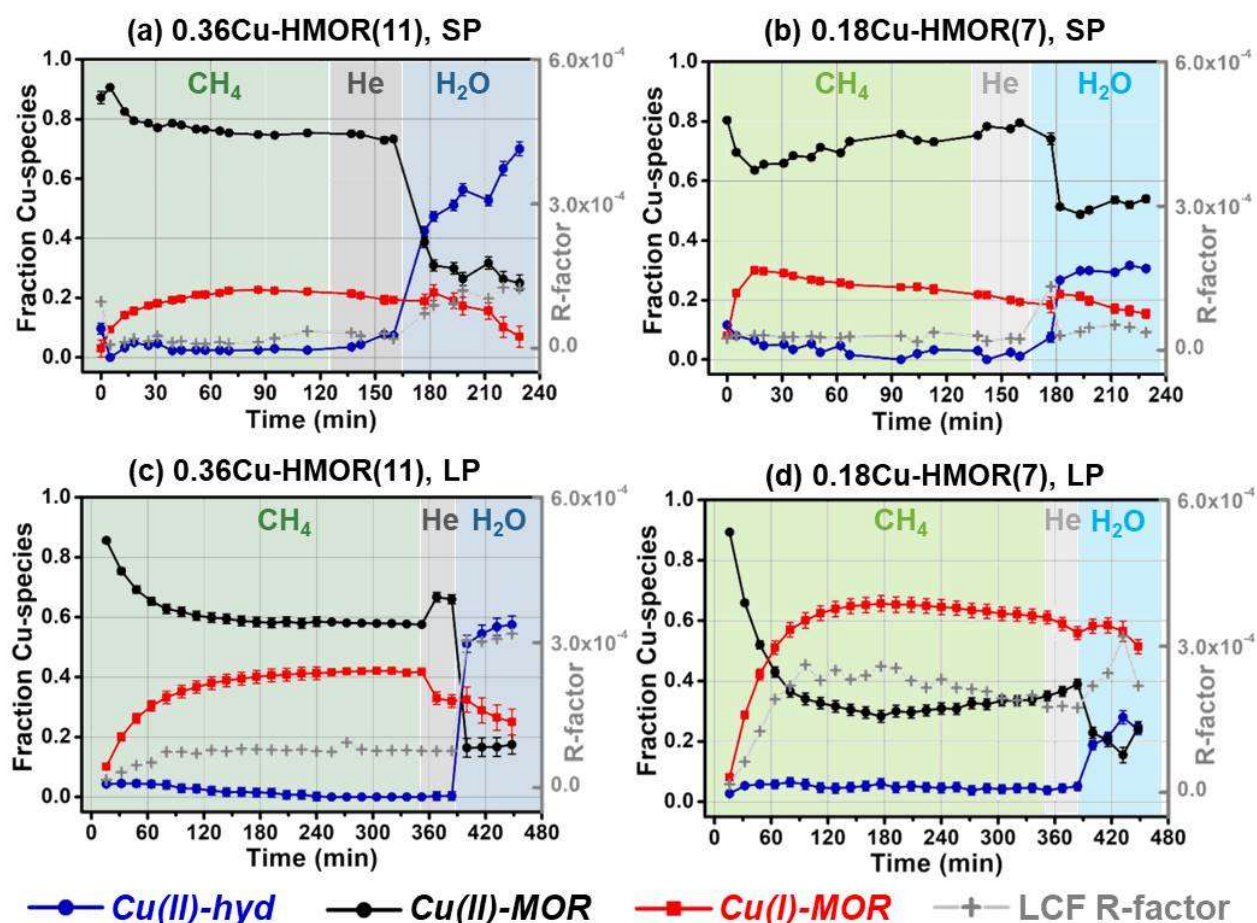 (a) 0.36Cu-HMOR(11), SP
(b) 0.18Cu-HMOR(7), SP
CH₄ He H₂O
CH₄ He H₂O
1.0 0.8 0.6 0.4 0.2 0.0
Fraction Cu-species
6.0x10⁻⁴ 3.0x10⁻⁴ 0.0
R-factor
0 30 60 90 120 150 180 210 240
Time (min)
1.0 0.8 0.6 0.4 0.2 0.0
Fraction Cu-species
6.0x10⁻⁴ 3.0x10⁻⁴ 0.0
R-factor
0 30 60 90 120 150 180 210 240
Time (min)
(c) 0.36Cu-HMOR(11), LP
(d) 0.18Cu-HMOR(7), LP
CH₄ He H₂O
CH₄ He H₂O
1.0 0.8 0.6 0.4 0.2 0.0
Fraction Cu-species
6.0x10⁻⁴ 3.0x10⁻⁴ 0.0
R-factor
0 60 120 180 240 300 360 420 480
Time (min)
1.0 0.8 0.6 0.4 0.2 0.0
Fraction Cu-species
6.0x10⁻⁴ 3.0x10⁻⁴ 0.0
R-factor
0 60 120 180 240 300 360 420 480
Time (min)
Cu(II)-hyd Cu(II)-MOR Cu(I)-MOR LCF R-factor